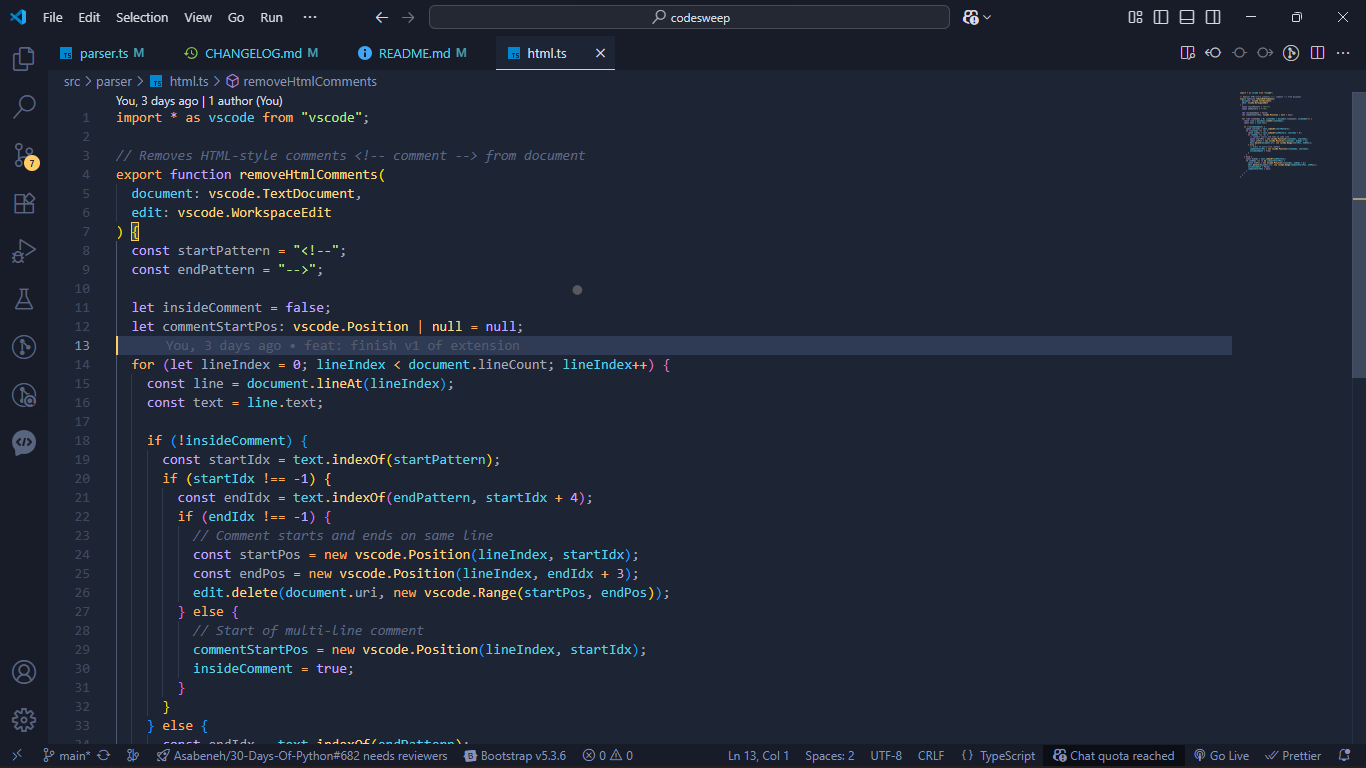 File Edit Selection View Go Run ··· codesweep
parser.ts M CHANGELOG.md M README.md M html.ts
src > parser > html.ts > removeHtmlComments
You, 3 days ago | 1 author (You)
1 import * as vscode from "vscode";
2
3 // Removes HTML-style comments <!-- comment --> from document
4 export function removeHtmlComments(
5 document: vscode.TextDocument,
6 edit: vscode.WorkspaceEdit
7 ) {
8 const startPattern = "<!--";
9 const endPattern = "-->";
10
11 let insideComment = false;
12 let commentStartPos: vscode.Position | null = null;
13 You, 3 days ago • feat: finish v1 of extension
14 for (let lineIndex = 0; lineIndex < document.lineCount; lineIndex++) {
15 const line = document.lineAt(lineIndex);
16 const text = line.text;
17
18 if (!insideComment) {
19 const startIdx = text.indexOf(startPattern);
20 if (startIdx !== -1) {
21 const endIdx = text.indexOf(endPattern, startIdx + 4);
22 if (endIdx !== -1) {
23 // Comment starts and ends on same line
24 const startPos = new vscode.Position(lineIndex, startIdx);
25 const endPos = new vscode.Position(lineIndex, endIdx + 3);
26 edit.delete(document.uri, new vscode.Range(startPos, endPos));
27 } else {
28 // Start of multi-line comment
29 commentStartPos = new vscode.Position(lineIndex, startIdx);
30 insideComment = true;
31 }
32 }
33 } else {
34 const endIdx = text.indexOf(endPattern);
7
main* Asabeneh/30-Days-Of-Python#682 needs reviewers Bootstrap v5.3.6 0 0 Ln 13, Col 1 Spaces: 2 UTF-8 CRLF {} TypeScript Chat quota reached Go Live Prettier